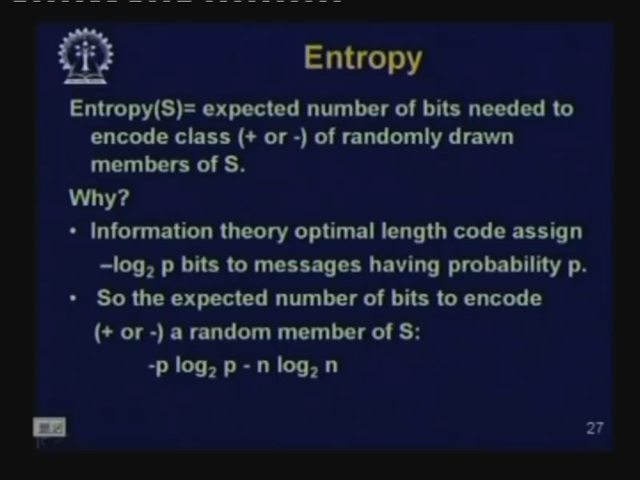 Entropy
Entropy(S)= expected number of bits needed to
encode class (+ or -) of randomly drawn
members of S.
Why?
• Information theory optimal length code assign
–log₂ p bits to messages having probability p.
• So the expected number of bits to encode
(+ or -) a random member of S:
-p log₂ p - n log₂ n
27